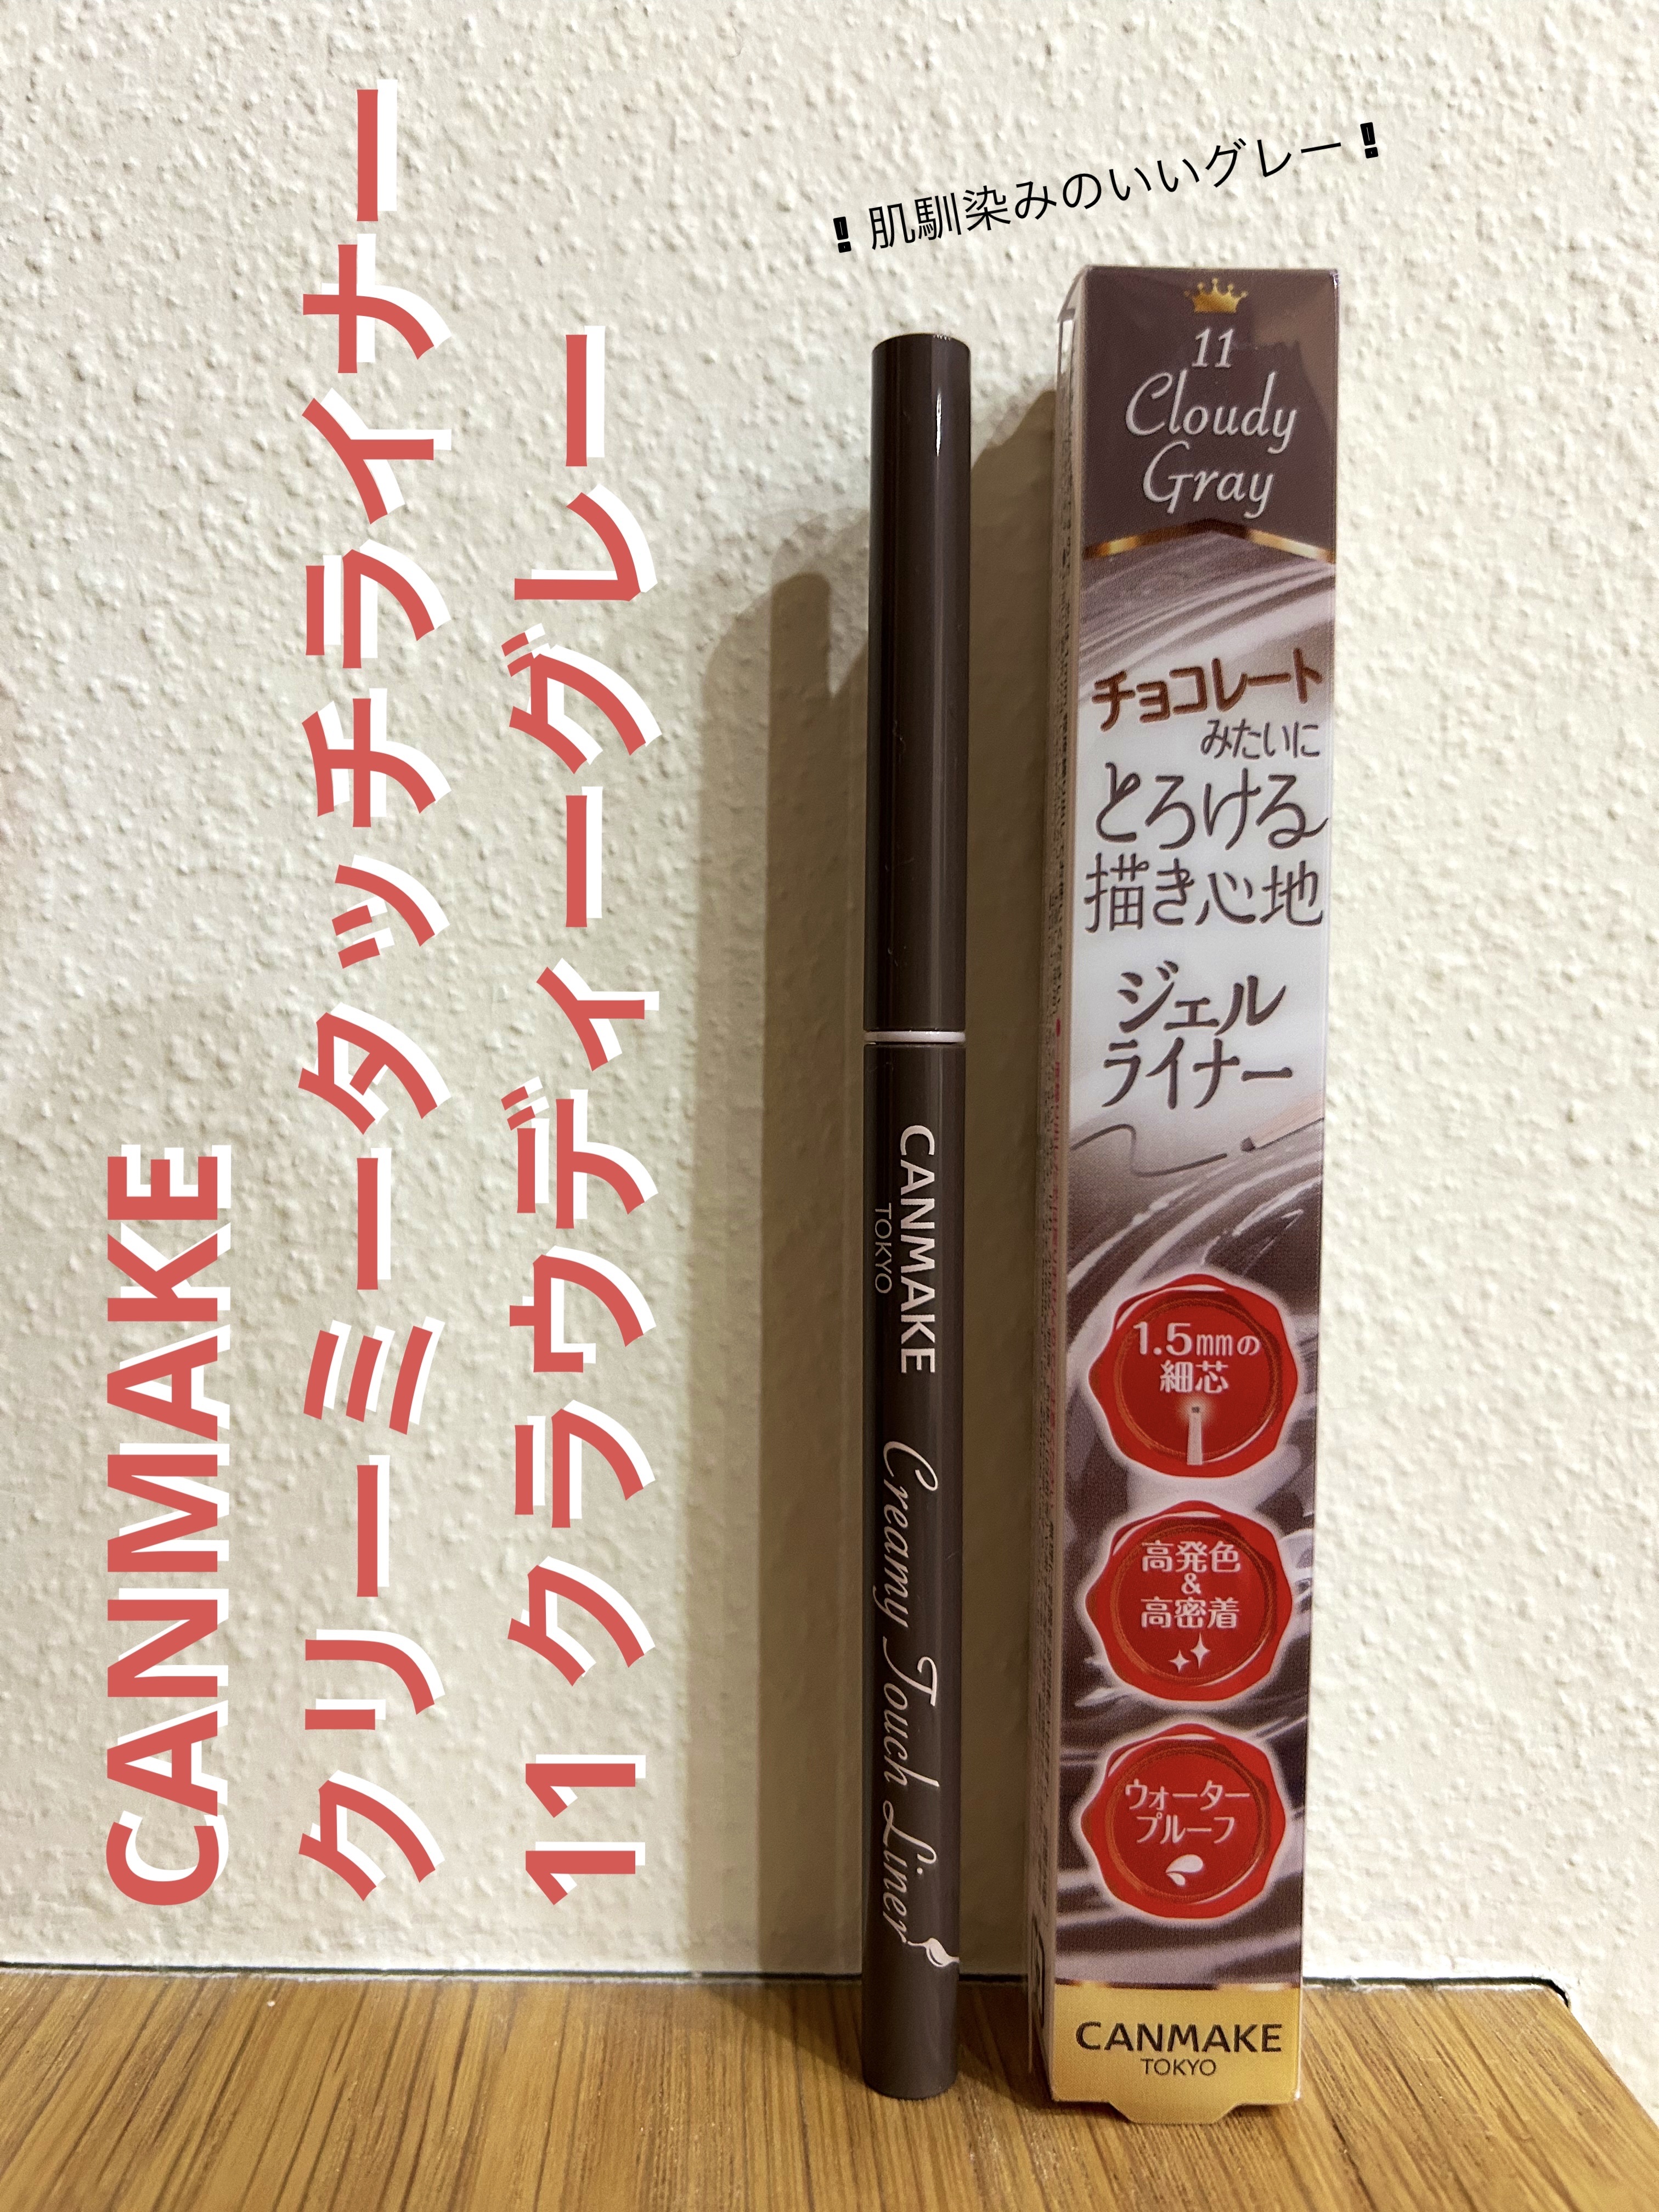 CANMAKE
クリーミータッチライナー
11 クラウディーグレー
❗肌馴染みのいいグレー❗
CANMAKE
TOKYO
Creamy Touch Liner
11
Cloudy
Gray
チョコレート
みたいに
とろける
描き心地
ジェル
ライナー
1.5mmの
細芯
高発色
&
高密着
ウォーター
プルーフ
CANMAKE
TOKYO